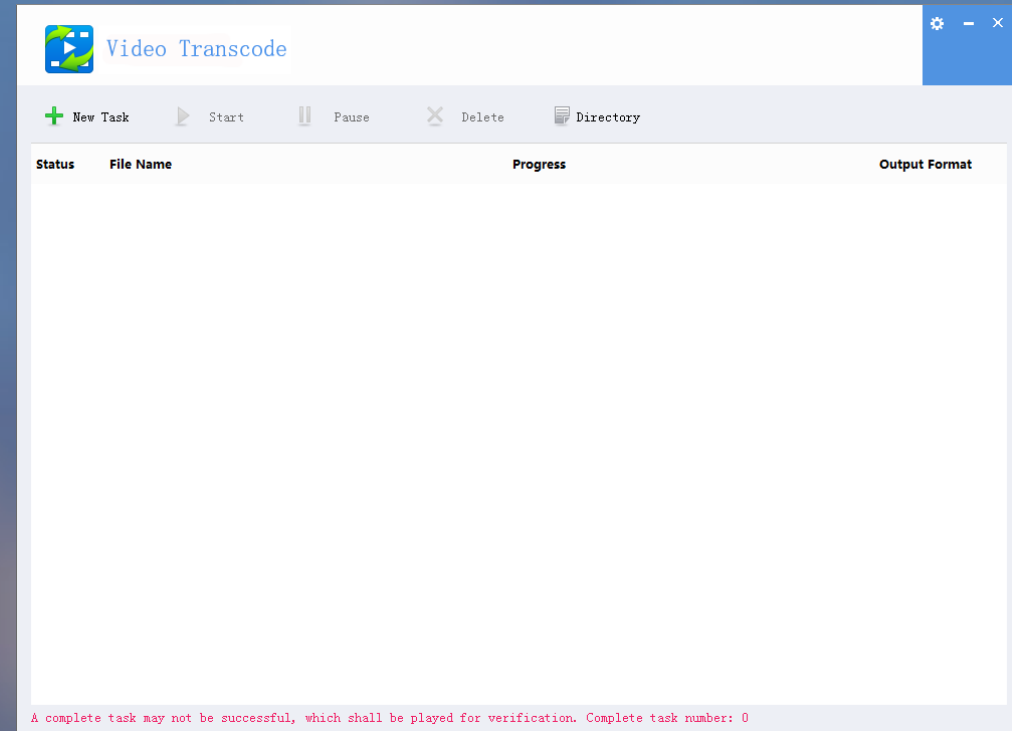 Video Transcode
New Task Start Pause Delete Directory
Status File Name Progress Output Format
A complete task may not be successful, which shall be played for verification. Complete task number: 0